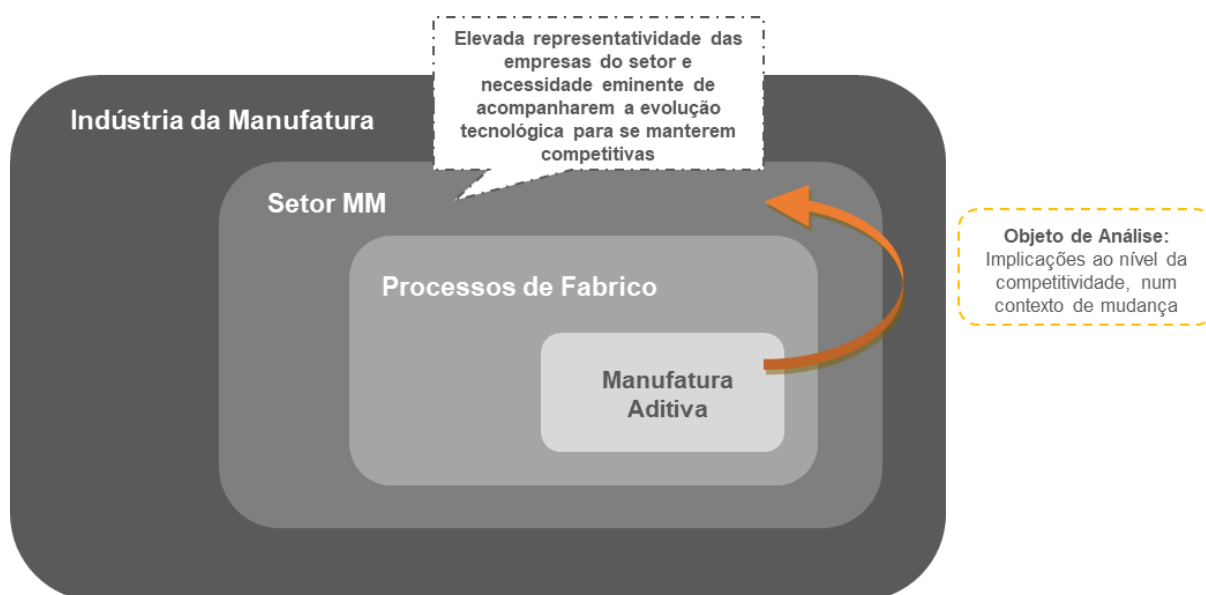 Elevada representatividade das
empresas do setor e
necessidade eminente de
acompanharem a evolução
tecnológica para se manterem
competitivas
Indústria da Manufatura
Setor MM
Processos de Fabrico
Manufatura
Aditiva
Objeto de Análise:
Implicações ao nível da
competitividade, num
contexto de mudança